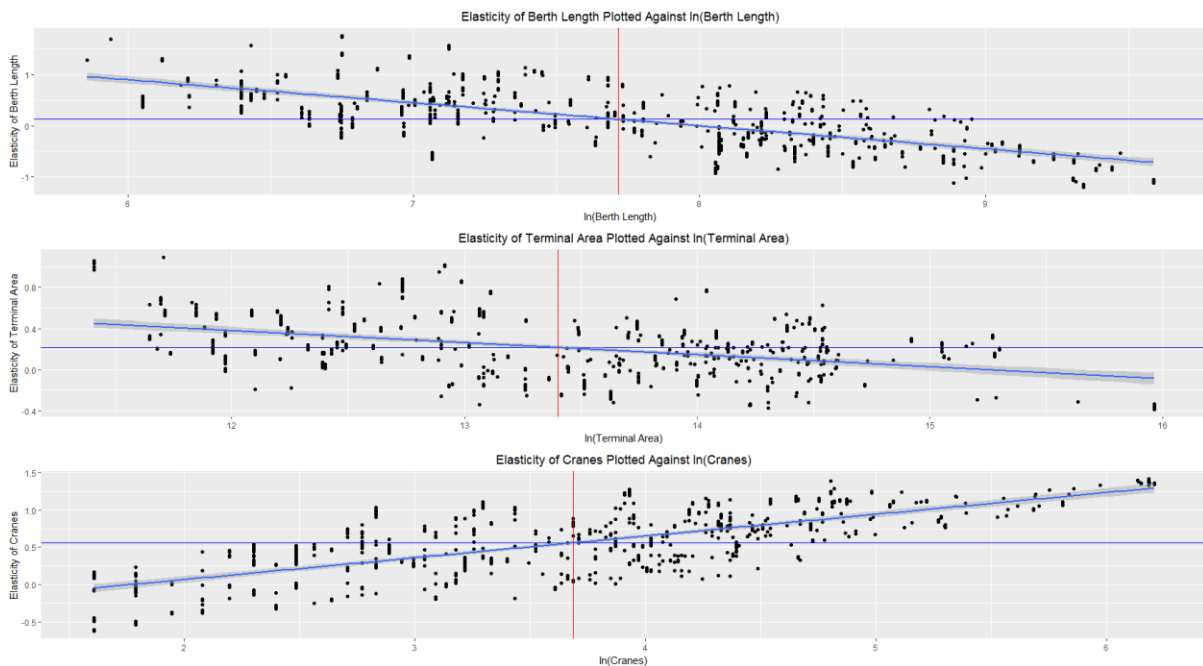 Elasticity of Berth Length Plotted Against ln(Berth Length)
Elasticity of Berth Length
1
0
-1
6
7
8
9
ln(Berth Length)
Elasticity of Terminal Area Plotted Against ln(Terminal Area)
Elasticity of Terminal Area
0.8
0.4
0.0
-0.4
12
13
14
15
16
ln(Terminal Area)
Elasticity of Cranes Plotted Against ln(Cranes)
Elasticity of Cranes
1.5
1.0
0.5
0.0
-0.5
2
3
4
5
6
ln(Cranes)